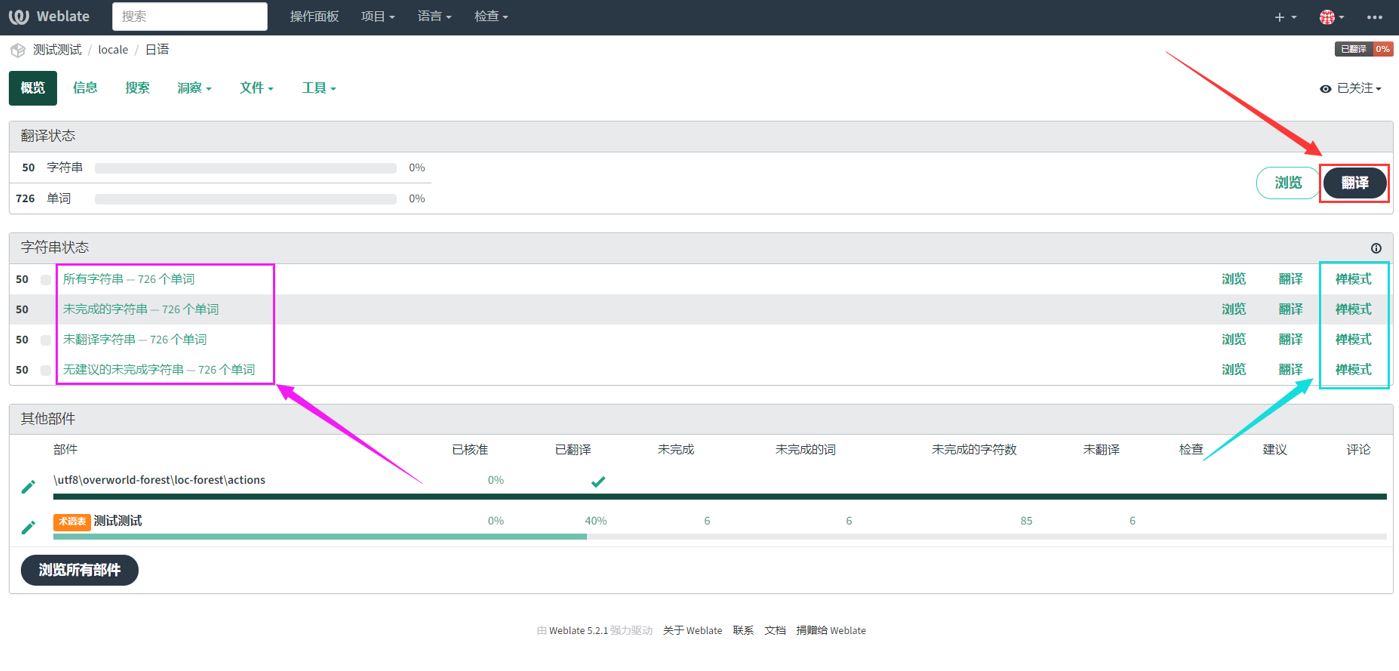 Weblate 搜索 操作面板 项目 语言 检查
测试测试 / locale / 日语 已翻译 0%
概览 信息 搜索 洞察 文件 工具 已关注
翻译状态
50 字符串 0%
726 单词 0%
浏览 翻译
字符串状态
50 所有字符串 — 726 个单词 浏览 翻译 禅模式
50 未完成的字符串 — 726 个单词 浏览 翻译 禅模式
50 未翻译字符串 — 726 个单词 浏览 翻译 禅模式
50 无建议的未完成字符串 — 726 个单词 浏览 翻译 禅模式
其他部件
部件 已核准 已翻译 未完成 未完成的词 未完成的字符数 未翻译 检查 建议 评论
\utf8\overworld-forest\loc-forest\actions 0%
术语表 测试测试 0% 40% 6 6 85 6
浏览所有部件
由 Weblate 5.2.1 强力驱动 关于 Weblate 联系 文档 捐赠给 Weblate